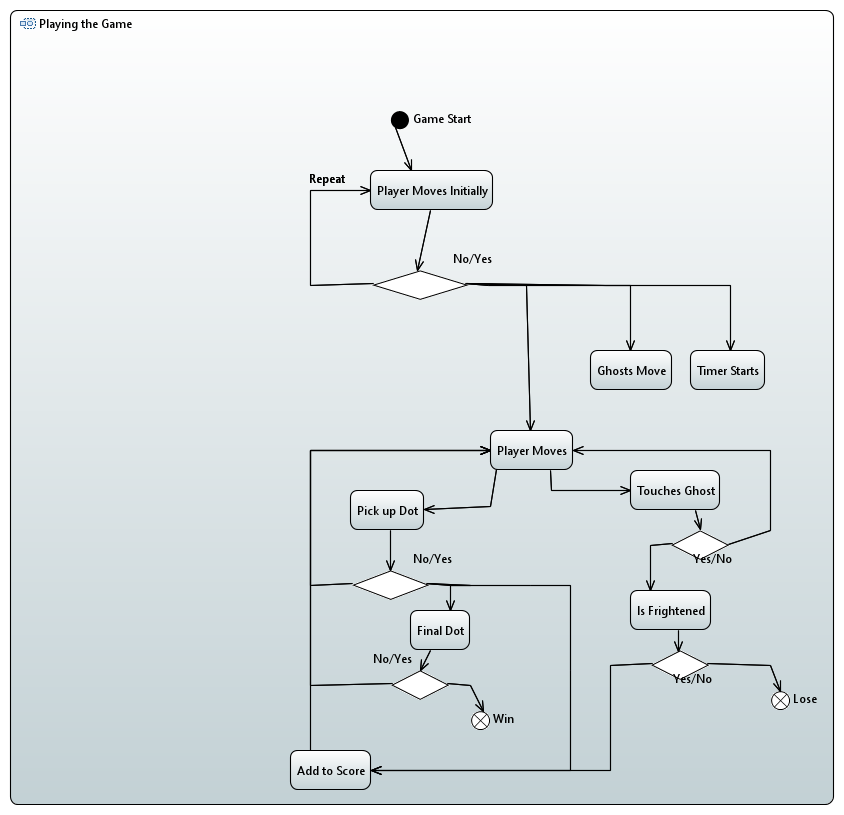 Playing the Game
Game Start
Repeat
Player Moves Initially
No/Yes
Ghosts Move
Timer Starts
Player Moves
Touches Ghost
Pick up Dot
No/Yes
Yes/No
Is Frightened
Final Dot
No/Yes
Yes/No
Lose
Win
Add to Score